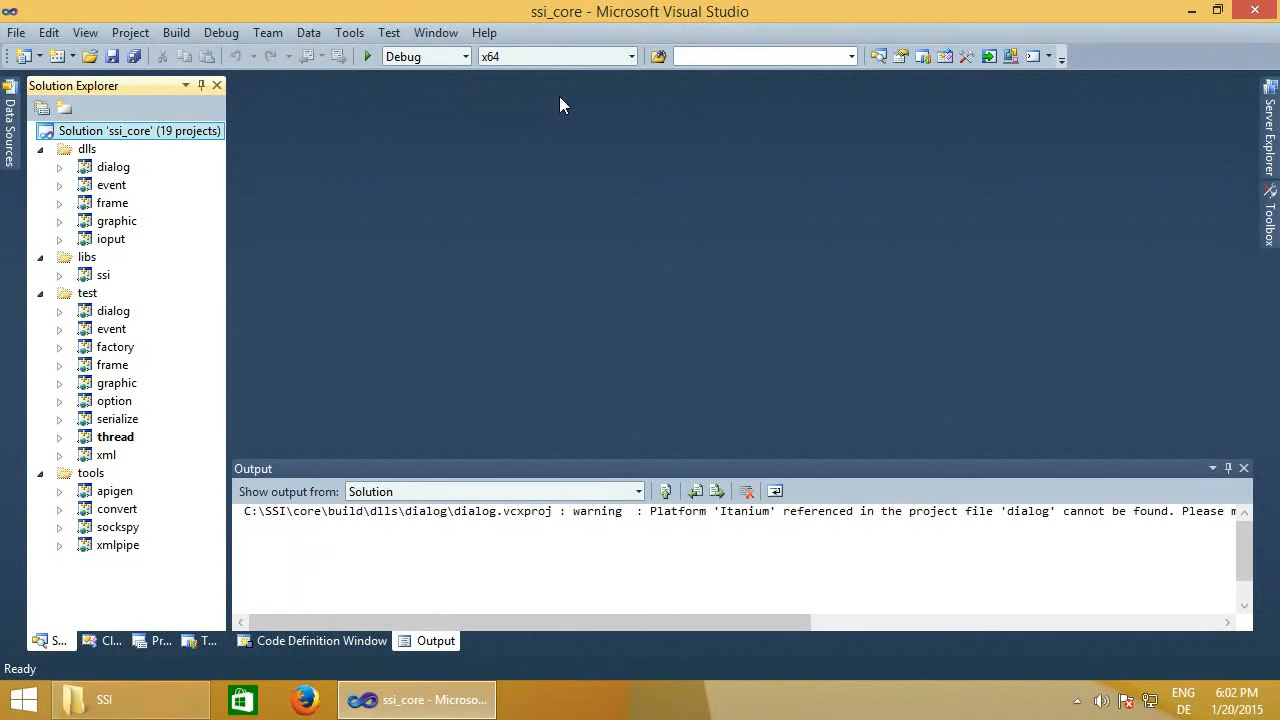 ssi_core - Microsoft Visual Studio
File Edit View Project Build Debug Team Data Tools Test Window Help
Debug x64
Data Sources
Solution Explorer
Solution 'ssi_core' (19 projects)
dlls
dialog
event
frame
graphic
ioput
libs
ssi
test
dialog
event
factory
frame
graphic
option
serialize
thread
xml
tools
apigen
convert
sockspy
xmlpipe
S... Cl... Pr... T...
Server Explorer
Toolbox
Output
Show output from: Solution
C:\SSI\core\build\dlls\dialog\dialog.vcxproj : warning : Platform 'Itanium' referenced in the project file 'dialog' cannot be found. Please m
Code Definition Window Output
Ready
SSI
ssi_core - Microso...
ENG
DE
6:02 PM
1/20/2015